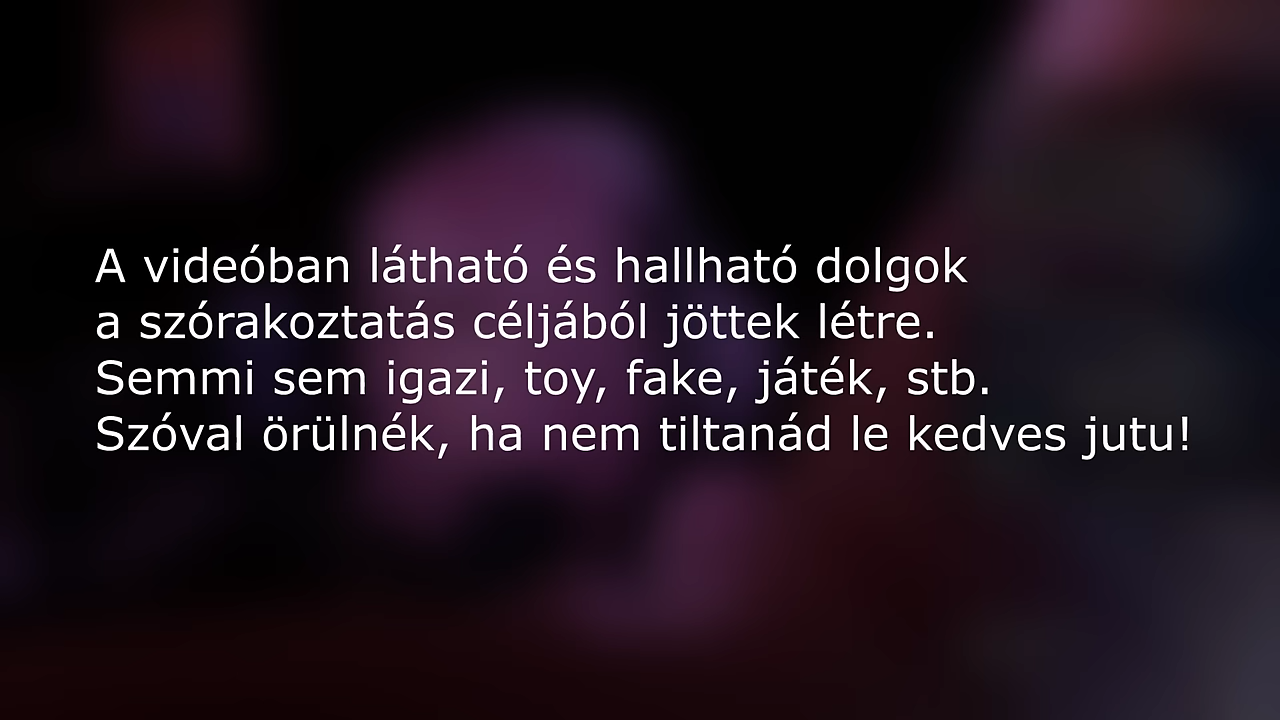 A videóban látható és hallható dolgok
a szórakoztatás céljából jöttek létre.
Semmi sem igazi, toy, fake, játék, stb.
Szóval örülnék, ha nem tiltanád le kedves jutu!